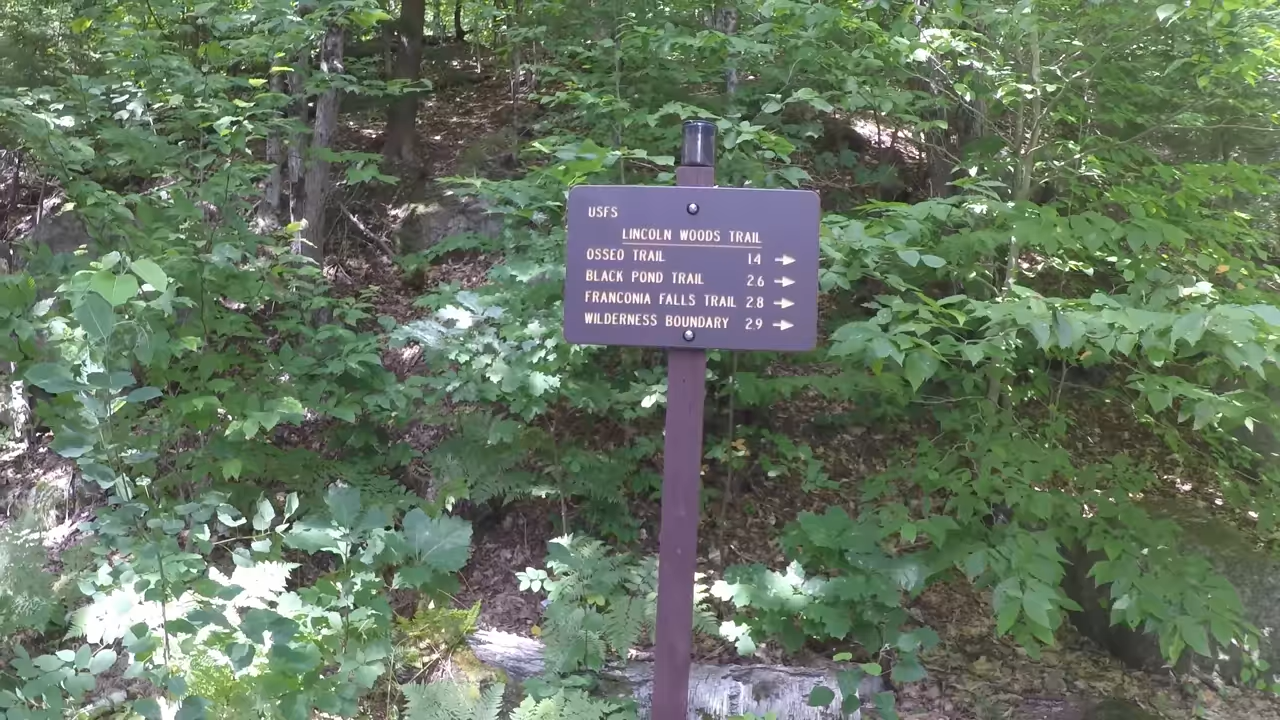 USFS
LINCOLN WOODS TRAIL
OSSEO TRAIL 1.4 →
BLACK POND TRAIL 2.6 →
FRANCONIA FALLS TRAIL 2.8 →
WILDERNESS BOUNDARY 2.9 →